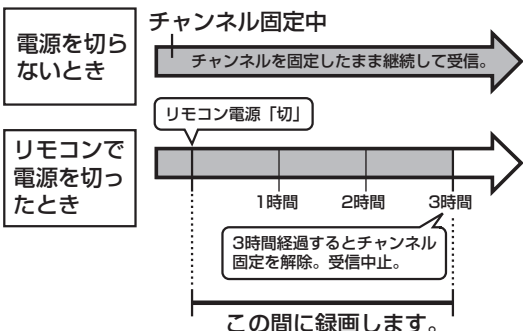 チャンネル固定中
電源を切ら
ないとき
チャンネルを固定したまま継続して受信。
リモコン電源「切」
リモコンで
電源を切っ
たとき
1時間
2時間
3時間
3時間経過するとチャンネル
固定を解除。受信中止。
この間に録画します。